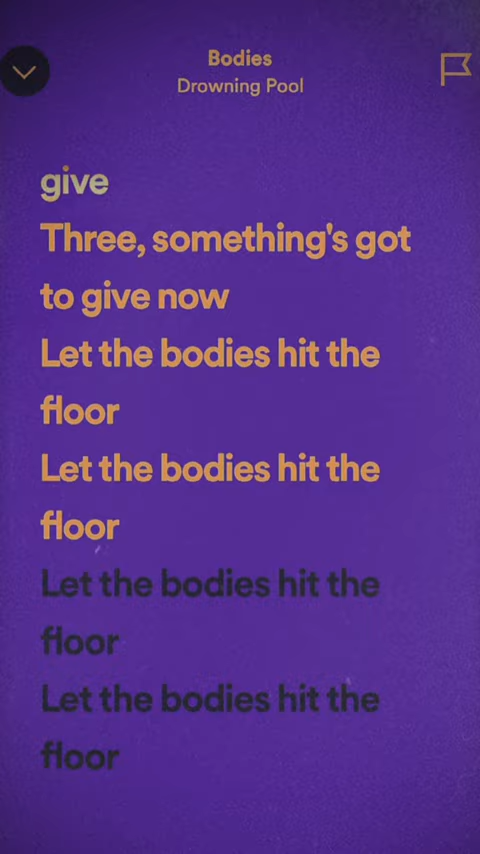 Bodies
Drowning Pool
give
Three, something's got
to give now
Let the bodies hit the
floor
Let the bodies hit the
floor
Let the bodies hit the
floor
Let the bodies hit the
floor